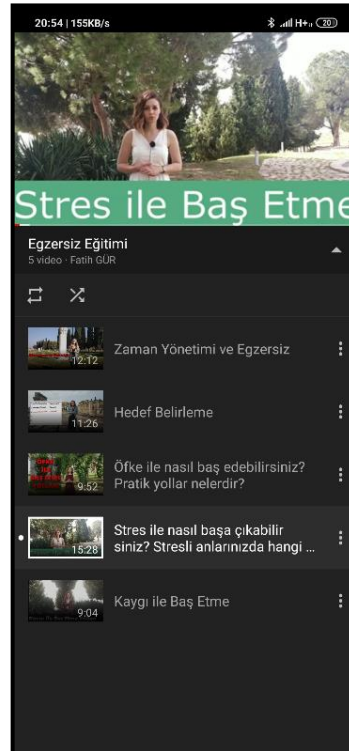 20:54 | 155KB/s
H+
20
Stres ile Baş Etme
Egzersiz Eğitimi
5 video · Fatih GÜR
12:12
Zaman Yönetimi ve Egzersiz
11:26
Hedef Belirleme
9:52
Öfke ile nasıl baş edebilirsiniz?
Pratik yollar nelerdir?
15:28
Stres ile nasıl başa çıkabilir
siniz? Stresli anlarınızda hangi ...
9:04
Kaygı ile Baş Etme